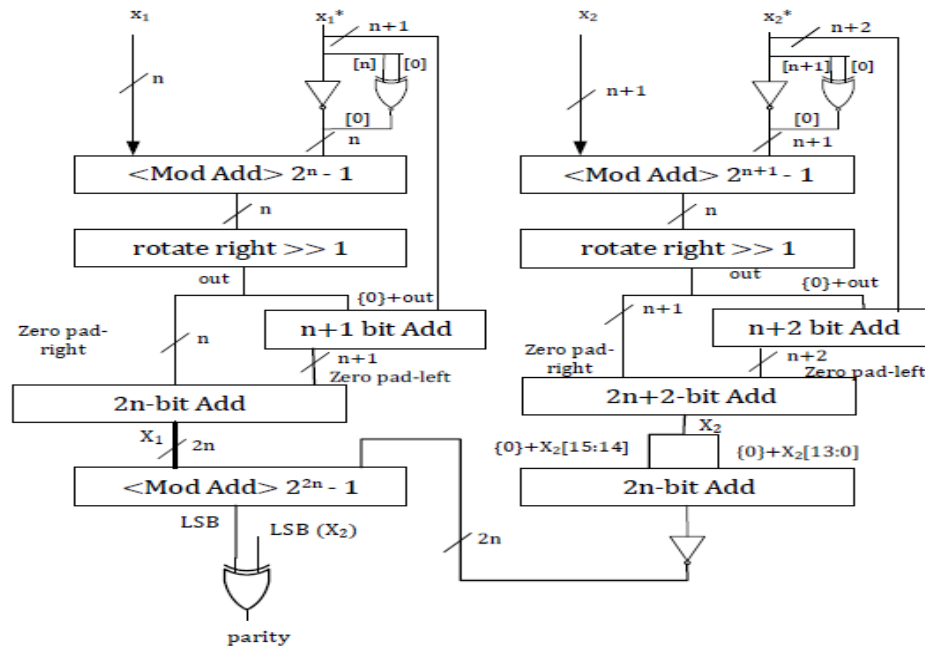 x₁ x₁* x₂ x₂*
n+1 n+2
[n] [0] [n+1] [0]
n n+1
[0] [0]
n n+1
<Mod Add> 2ⁿ - 1 <Mod Add> 2ⁿ⁺¹ - 1
n n
rotate right >> 1 rotate right >> 1
out out
{0}+out {0}+out
n+1 bit Add n+2 bit Add
Zero pad-
right
n n+1
n+1 n+2
Zero pad-left
Zero pad-
right
Zero pad-left
2n-bit Add 2n+2-bit Add
X₁ X₂
2n
{0}+X₂[15:14] {0}+X₂[13:0]
<Mod Add> 2²ⁿ - 1 2n-bit Add
LSB LSB (X₂)
2n
parity